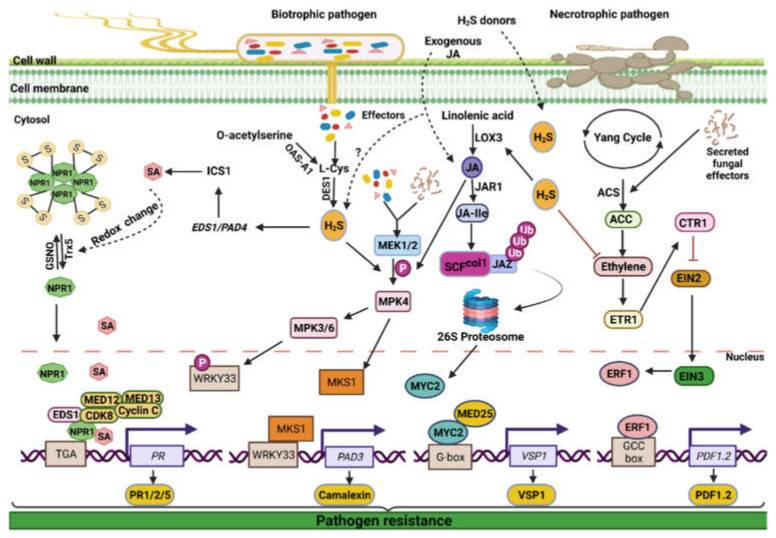 Biotrophic pathogen
H₂S donors
Necrotrophic pathogen
Exogenous
JA
Cell wall
Cell membrane
Cytosol
Effectors
Linolenic acid
O-acetylserine
OAS-A1
L-Cys
DES1
?
LOX3
H₂S
Yang Cycle
Secreted
fungal
effectors
S
S
S
S
S
S
S
S
NPR1
NPR1
NPR1
NPR1
SA
ICS1
JA
JAR1
H₂S
ACS
ACC
CTR1
Redox change
EDS1/PAD4
H₂S
JA-Ile
Ub
Ub
Ub
MEK1/2
P
SCFcol1
JAZ
Ethylene
EIN2
GSNO
TrxS
NPR1
MPK4
ETR1
SA
MPK3/6
26S Proteosome
Nucleus
P
WRKY33
MKS1
MYC2
ERF1
EIN3
NPR1
SA
MED12
MED13
EDS1
CDK8
Cyclin C
NPR1
SA
MKS1
MED25
MYC2
ERF1
TGA
PR
WRKY33
PAD3
G-box
VSP1
GCC
box
PDF1.2
PR1/2/5
Camalexin
VSP1
PDF1.2
Pathogen resistance